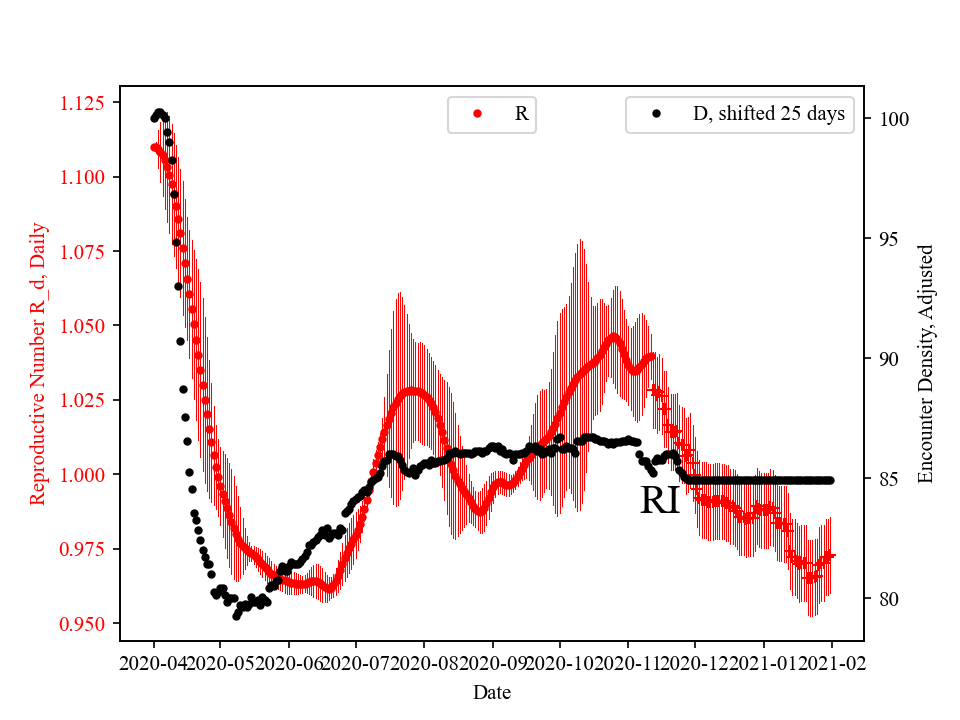 R
D, shifted 25 days
1.125
1.100
1.075
1.050
1.025
1.000
0.975
0.950
Reproductive Number R_d, Daily
100
95
90
85
80
Encounter Density, Adjusted
RI
2020-04 2020-05 2020-06 2020-07 2020-08 2020-09 2020-10 2020-11 2020-12 2021-01 2021-02
Date